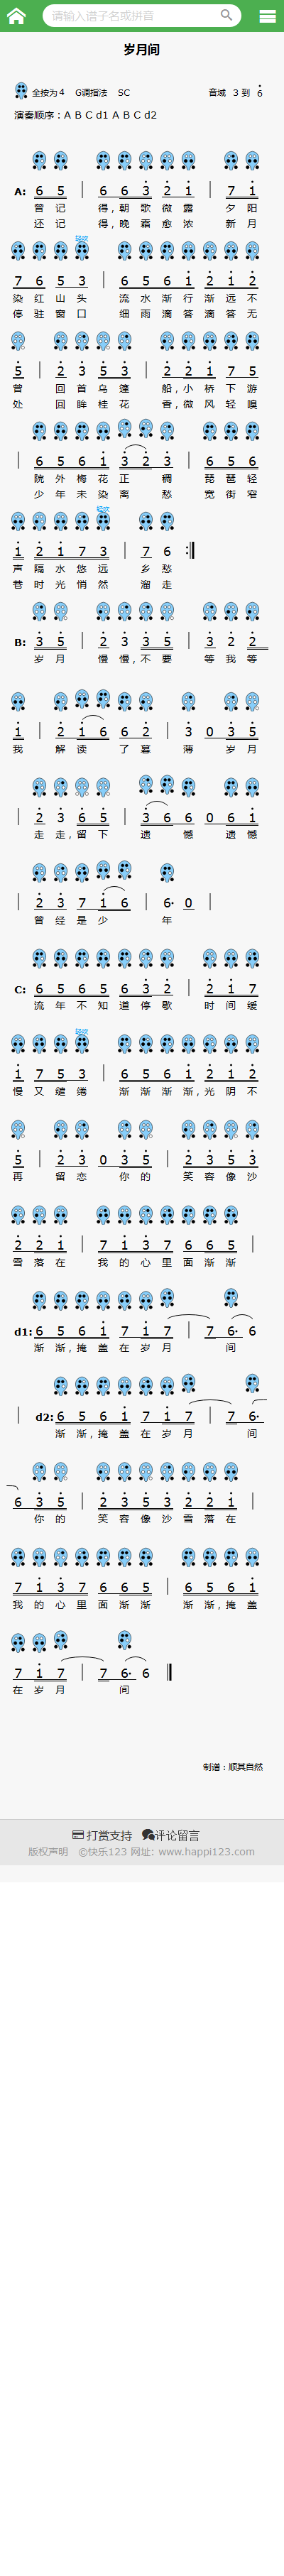 请输入谱子名或拼音
岁月间
全按为4 G调指法 SC 音域 3 到 6
演奏顺序：A B C d1 A B C d2
A: 6 5 | 6 6 3 2 1 | 7 1
曾 记 得，朝 歌 微 露 夕 阳
还 记 得，晚 霜 愈 浓 新 月
轻吹
7 6 5 3 | 6 5 6 1 2 1 2
染 红 山 头 流 水 渐 行 渐 远 不
停 驻 窗 口 细 雨 滴 答 滴 答 无
5 | 2 3 5 3 | 2 2 1 7 5
曾 回 首 乌 篷 船，小 桥 下 游
处 回 眸 桂 花 香，微 风 轻 嗅
| 6 5 6 1 3 2 3 | 6 5 6
院 外 梅 花 正 稠 琵 琶 轻
少 年 未 染 离 愁 宽 街 窄
轻吹
1 2 1 7 3 | 7 6 :|
声 隔 水 悠 远 乡 愁
巷 时 光 悄 然 溜 走
B: 3 5 | 2 3 3 5 | 3 2 2
岁 月 慢 慢，不 要 等 我 等
1 | 2 1 6 6 2 | 3 0 3 5
我 解 读 了 暮 薄 岁 月
| 2 3 6 5 | 3 6 6 0 6 1
走 走，留 下 遗 憾 遗 憾
| 2 3 7 1 6 | 6· 0 |
曾 经 是 少 年
C: 6 5 6 5 6 3 2 | 2 1 7
流 年 不 知 道 停 歇 时 间 缓
轻吹
1 7 5 3 | 6 5 6 1 2 1 2
慢 又 缱 绻 渐 渐 渐 渐，光 阴 不
5 | 2 3 0 3 5 | 2 3 5 3
再 留 恋 你 的 笑 容 像 沙
2 2 1 | 7 1 3 7 6 6 5 |
雪 落 在 我 的 心 里 面 渐 渐
d1: 6 5 6 1 7 1 7 | 7 6· 6
渐 渐，掩 盖 在 岁 月 间
| d2: 6 5 6 1 7 1 7 | 7 6·
渐 渐，掩 盖 在 岁 月 间
6 3 5 | 2 3 5 3 2 2 1 |
你 的 笑 容 像 沙 雪 落 在
7 1 3 7 6 6 5 | 6 5 6 1
我 的 心 里 面 渐 渐 渐 渐，掩 盖
7 1 7 | 7 6· 6 ‖
在 岁 月 间
制谱：顺其自然
打赏支持 评论留言
版权声明 ©快乐123 网址: www.happi123.com